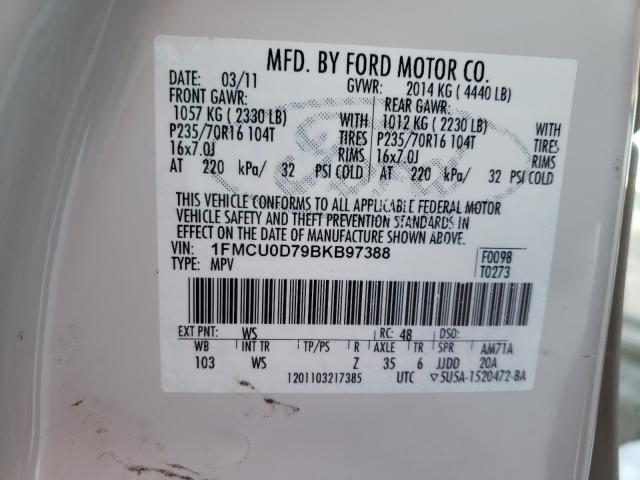 MFD. BY FORD MOTOR CO.
DATE: 03/11 GVWR: 2014 KG ( 4440 LB)
FRONT GAWR: REAR GAWR:
1057 KG ( 2330 LB) WITH 1012 KG ( 2230 LB) WITH
P235/70R16 104T TIRES P235/70R16 104T TIRES
16x7.0J RIMS 16x7.0J RIMS
AT 220 kPa/ 32 PSI COLD AT 220 kPa/ 32 PSI COLD
THIS VEHICLE CONFORMS TO ALL APPLICABLE FEDERAL MOTOR
VEHICLE SAFETY AND THEFT PREVENTION STANDARDS IN
EFFECT ON THE DATE OF MANUFACTURE SHOWN ABOVE.
VIN: 1FMCU0D79BKB97388 F0098
TYPE: MPV T0273
EXT PNT: WS RC: 48 DSO:
WB INT TR TP/PS R AXLE TR SPR AM71A
103 WS Z 35 6 JJDD 20A
1201103217385 UTC ▽5U5A-1520472-BA
Ford